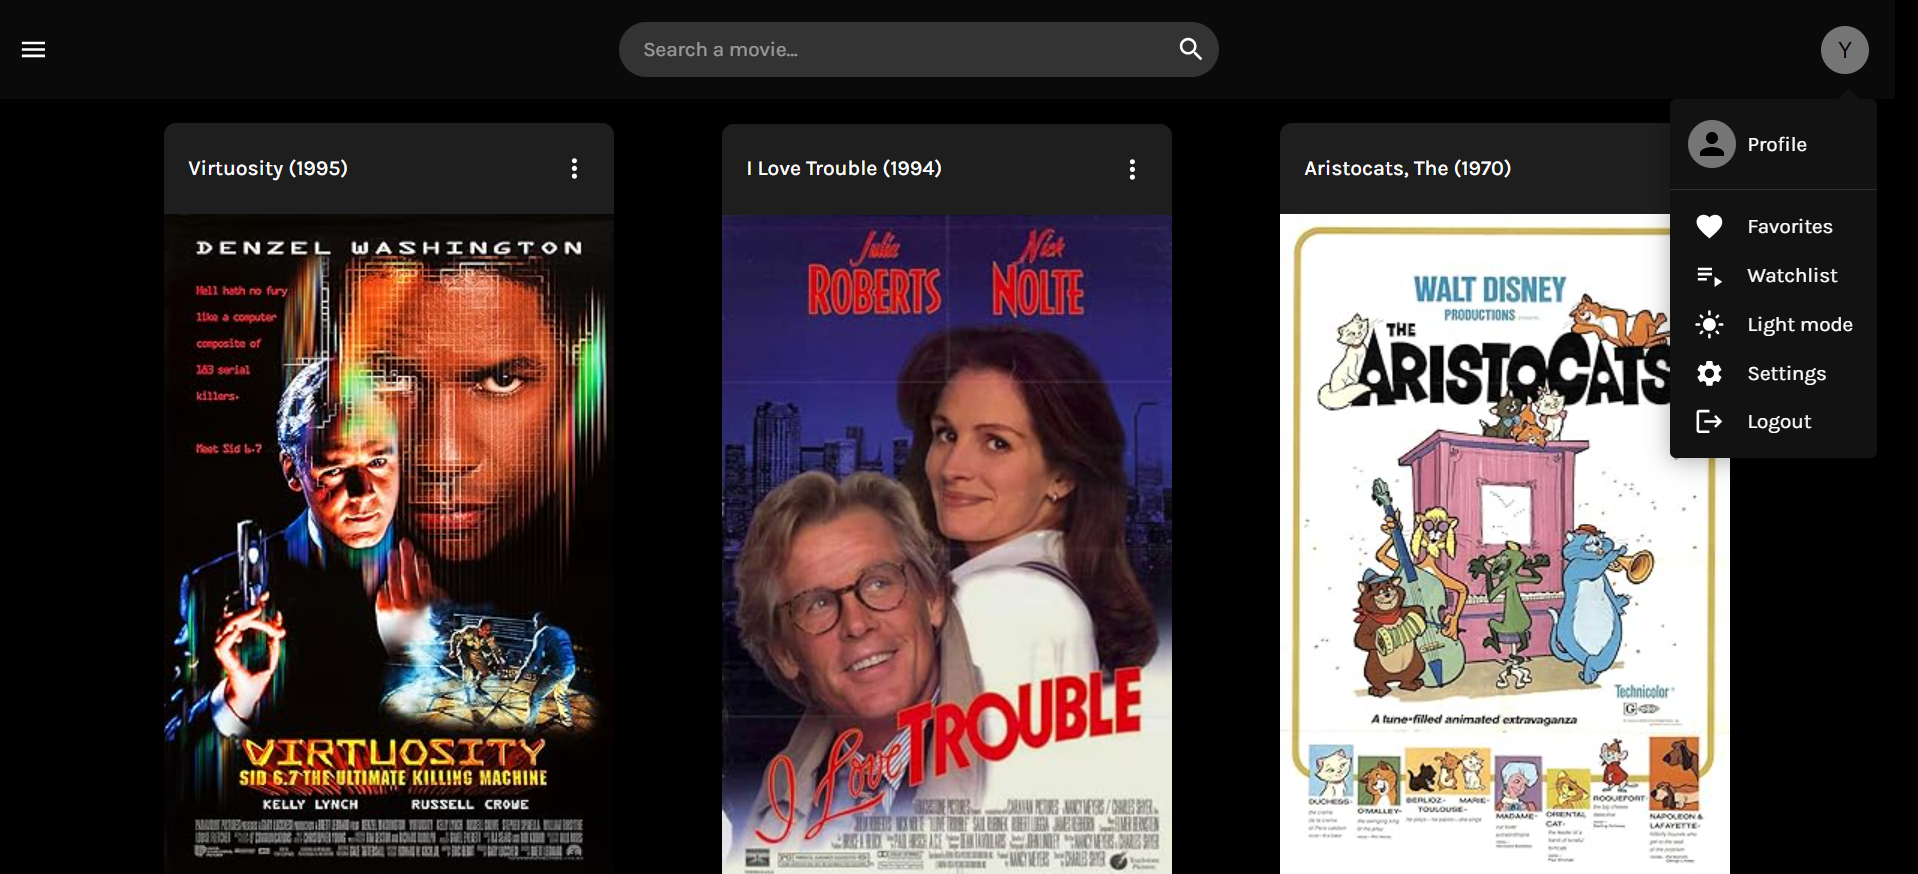 Search a movie...
Y
Virtuosity (1995)
I Love Trouble (1994)
Aristocats, The (1970)
Profile
Favorites
Watchlist
Light mode
Settings
Logout
DENZEL WASHINGTON
Hell hath no fury
like a computer
composite of
183 serial
killers.
Meet Sid 6.7
VIRTUOSITY
SID 6.7 THE ULTIMATE KILLING MACHINE
KELLY LYNCH RUSSELL CROWE
Julia Nick
ROBERTS NOLTE
I Love TROUBLE
WALT DISNEY
PRODUCTIONS
THE
ARISTOCATS
Technicolor
G
A tune-filled animated extravaganza
DUCHESS-
O'MALLEY-
BERLIOZ- MARIE-
TOULOUSE-
MADAME-
ORIENTAL
CAT-
ROQUEFORT-
NAPOLEON &
LAFAYETTE-